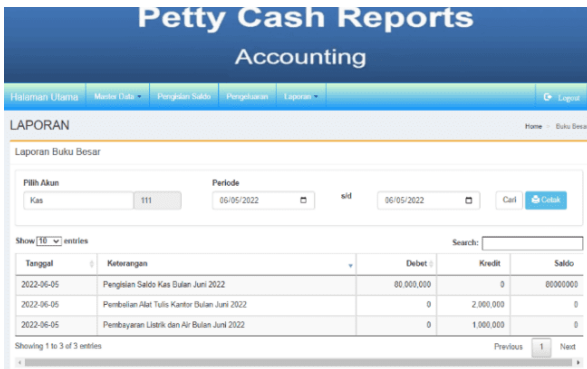 Petty Cash Reports
Accounting
Halaman Utama Master Data Pengisian Saldo Pengeluaran Laporan Logout
LAPORAN Home Buku Besar
Laporan Buku Besar
Pilih Akun Periode
Kas 111 06/05/2022 s/d 06/05/2022 Cari Cetak
Show 10 entries Search:
Tanggal Keterangan Debet Kredit Saldo
2022-06-05 Pengisian Saldo Kas Bulan Juni 2022 80,000,000 0 80000000
2022-06-05 Pembelian Alat Tulis Kantor Bulan Juni 2022 0 2,000,000 0
2022-06-05 Pembayaran Listrik dan Air Bulan Juni 2022 0 1,000,000 0
Showing 1 to 3 of 3 entries Previous 1 Next